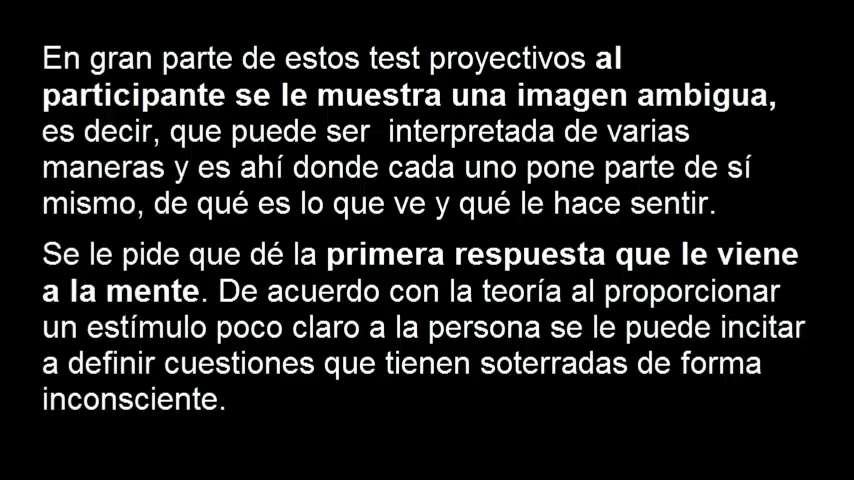 En gran parte de estos test proyectivos al
participante se le muestra una imagen ambigua,
es decir, que puede ser  interpretada de varias
maneras y es ahí donde cada uno pone parte de sí
mismo, de qué es lo que ve y qué le hace sentir.
Se le pide que dé la primera respuesta que le viene
a la mente. De acuerdo con la teoría al proporcionar
un estímulo poco claro a la persona se le puede incitar
a definir cuestiones que tienen soterradas de forma
inconsciente.